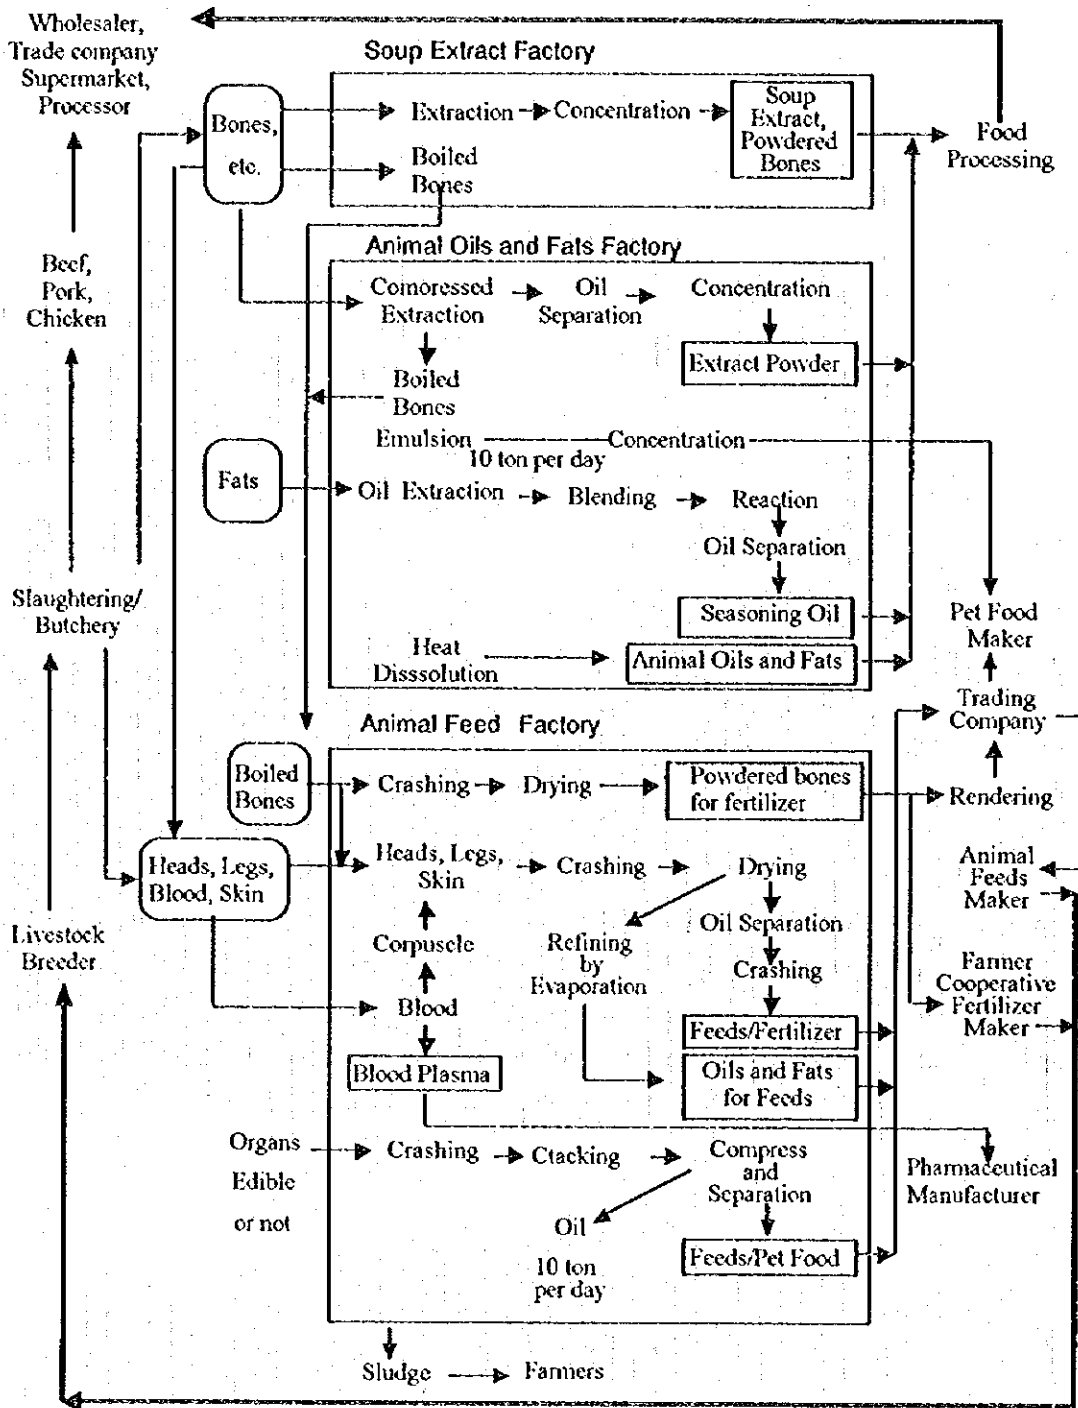 Wholesaler,
Trade company
Supermarket,
Processor
Soup Extract Factory
Bones,
etc.
Extraction
Concentration
Soup
Extract,
Powdered
Bones
Boiled
Bones
Food
Processing
Beef,
Pork,
Chicken
Animal Oils and Fats Factory
Comoressed
Extraction
Oil
Separation
Concentration
Extract Powder
Boiled
Bones
Emulsion
Concentration
10 ton per day
Fats
Oil Extraction
Blending
Reaction
Oil Separation
Seasoning Oil
Heat
Disssolution
Animal Oils and Fats
Slaughtering/
Butchery
Pet Food
Maker
Trading
Company
Rendering
Animal Feed Factory
Boiled
Bones
Crashing
Drying
Powdered bones
for fertilizer
Heads, Legs,
Blood, Skin
Heads, Legs,
Skin
Crashing
Drying
Animal
Feeds
Maker
Livestock
Breeder
Corpuscle
Refining
by
Evaporation
Oil Separation
Crashing
Farmer
Cooperative
Fertilizer
Maker
Blood
Feeds/Fertilizer
Blood Plasma
Oils and Fats
for Feeds
Organs
Edible
or not
Crashing
Ctacking
Compress
and
Separation
Pharmaceutical
Manufacturer
Oil
10 ton
per day
Feeds/Pet Food
Sludge
Farmers